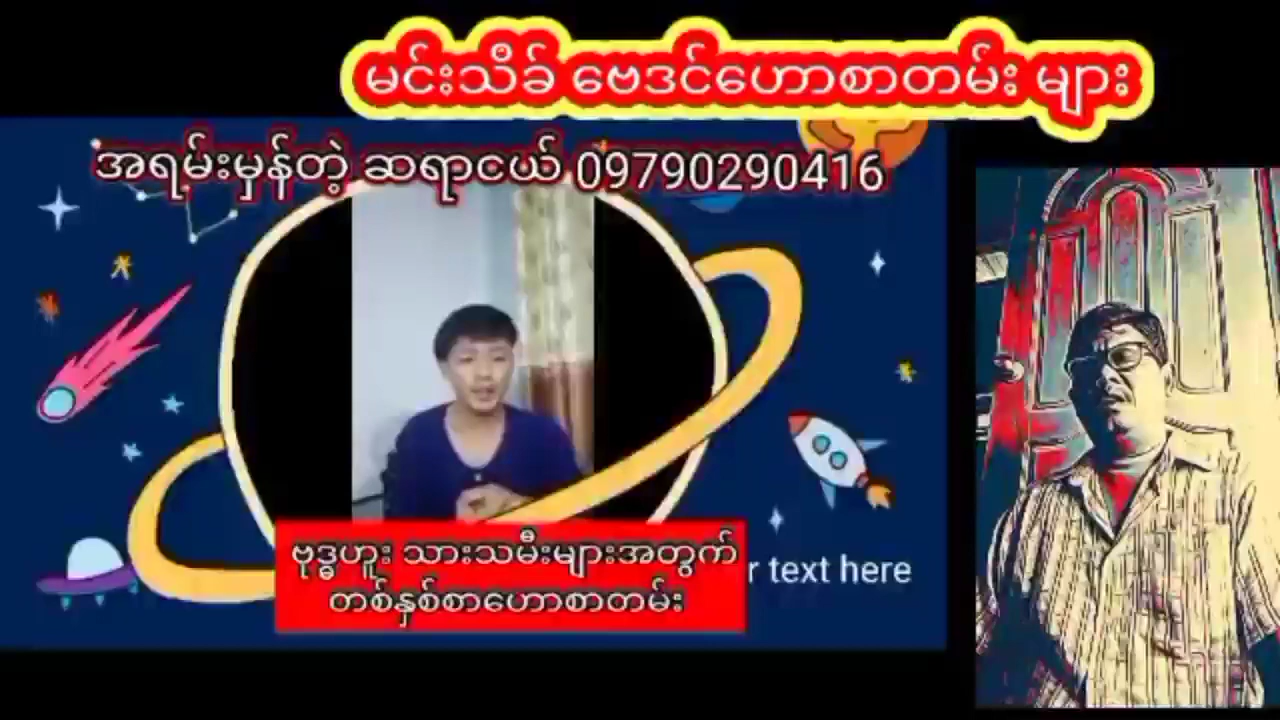 မင်းသိခ် ဗေဒင်ဟောစာတမ်း များ
အရမ်းမှန်တဲ့ ဆရာငယ် 09790290416
ဗုဒ္ဓဟူး သားသမီးများအတွက်
တစ်နှစ်စာဟောစာတမ်း
r text here